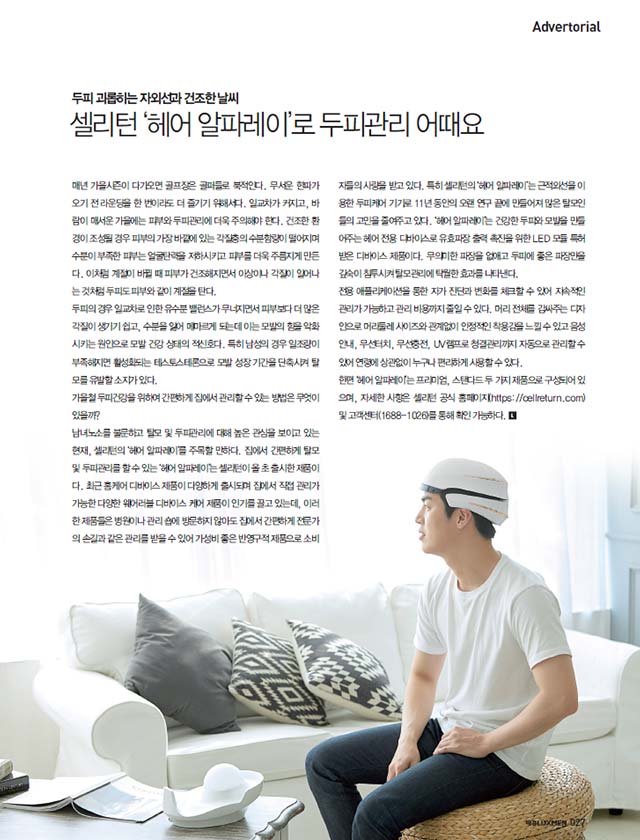 Advertorial
두피 괴롭히는 자외선과 건조한 날씨
셀리턴 ‘헤어 알파레이’로 두피관리 어때요
매년 가을시즌이 다가오면 골프장은 골퍼들로 북적인다. 무서운 한파가
오기 전 라운딩을 한 번이라도 더 즐기기 위해서다. 일교차가 커지고, 바
람이 매서운 가을에는 피부와 두피관리에 더욱 주의해야 한다. 건조한 환
경이 조성될 경우 피부의 가장 바깥에 있는 각질층의 수분함량이 떨어지며
수분이 부족한 피부는 얼굴탄력을 저하시키고 피부를 더욱 주름지게 만든
다. 이처럼 계절이 바뀔 때 피부가 건조해지면서 이상이나 각질이 일어나
는 것처럼 두피도 피부와 같이 계절을 탄다.
두피의 경우 일교차로 인한 유수분 밸런스가 무너지면서 피부보다 더 많은
각질이 생기기 쉽고, 수분을 잃어 메마르게 되는데 이는 모발의 힘을 약화
시키는 원인으로 모발 건강 상태의 적신호다. 특히 남성의 경우 일조량이
부족해지면 활성화되는 테스토스테론으로 모발 성장 기간을 단축시켜 탈
모를 유발할 소지가 있다.
가을철 두피건강을 위하여 간편하게 집에서 관리할 수 있는 방법은 무엇이
있을까?
남녀노소를 불문하고 탈모 및 두피관리에 대해 높은 관심을 보이고 있는
현재, 셀리턴의 ‘헤어 알파레이’를 주목할 만하다. 집에서 간편하게 탈모
및 두피관리를 할 수 있는 ‘헤어 알파레이’는 셀리턴이 올 초 출시한 제품이
다. 최근 홈케어 디바이스 제품이 다양하게 출시되며 집에서 직접 관리가
가능한 다양한 웨어러블 디바이스 케어 제품이 인기를 끌고 있는데, 이러
한 제품들은 병원이나 관리 숍에 방문하지 않아도 집에서 간편하게 전문가
의 손길과 같은 관리를 받을 수 있어 가성비 좋은 반영구적 제품으로 소비
자들의 사랑을 받고 있다. 특히 셀리턴의 ‘헤어 알파레이’는 근적외선을 이
용한 두피케어 기기로 11년 동안의 오랜 연구 끝에 만들어져 많은 탈모인
들의 고민을 줄여주고 있다. ‘헤어 알파레이’는 건강한 두피와 모발을 만들
어주는 헤어 전용 디바이스로 유효파장 출력 촉진을 위한 LED 모듈 특허
받은 디바이스 제품이다. 무의미한 파장을 없애고 두피에 좋은 파장만을
깊숙이 침투시켜 탈모관리에 탁월한 효과를 나타낸다.
전용 애플리케이션을 통한 자가 진단과 변화를 체크할 수 있어 지속적인
관리가 가능하고 관리 비용까지 줄일 수 있다. 머리 전체를 감싸주는 디자
인으로 머리둘레 사이즈와 관계없이 안정적인 착용감을 느낄 수 있고 음성
안내, 무선터치, 무선충전, UV램프로 청결관리까지 자동으로 관리할 수
있어 연령에 상관없이 누구나 편리하게 사용할 수 있다.
한편 ‘헤어 알파레이’는 프리미엄, 스탠다드 두 가지 제품으로 구성되어 있
으며, 자세한 사항은 셀리턴 공식 홈페이지(https://cellreturn.com)
및 고객센터(1688-1026)를 통해 확인 가능하다. L
LUXMEN 027